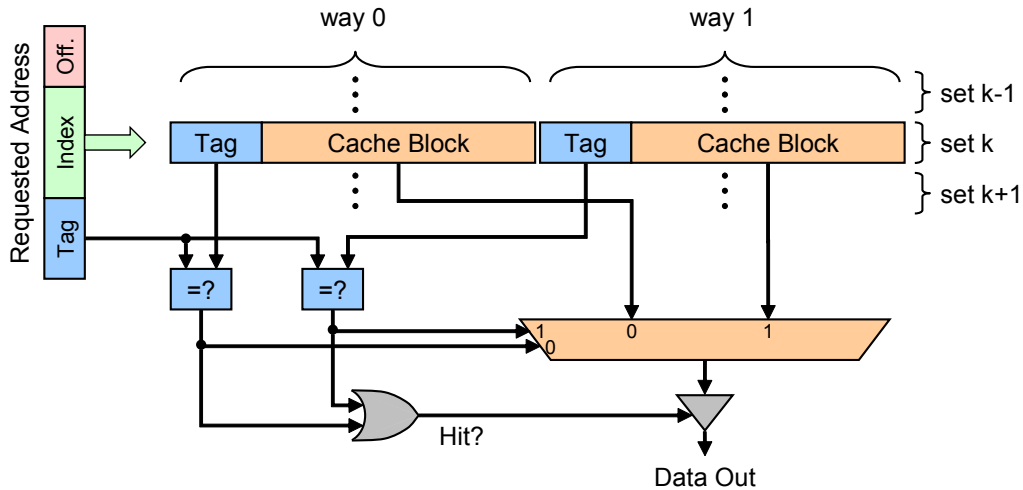 way 0
way 1
Requested Address
Off.
Index
Tag
set k-1
Tag
Cache Block
Tag
Cache Block
set k
set k+1
=?
=?
1
0
0
1
Hit?
Data Out